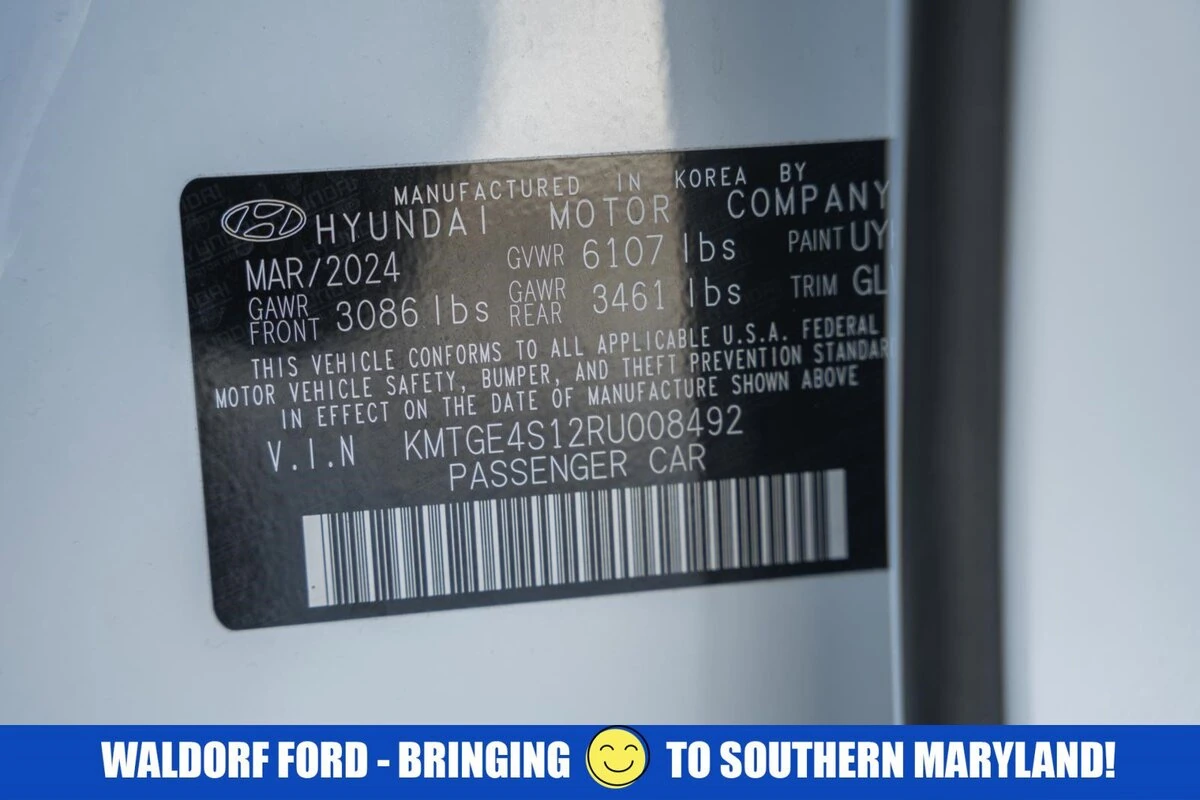 MANUFACTURED IN KOREA BY
HYUNDAI MOTOR COMPANY
MAR/2024 GVWR 6107 lbs PAINT UY
GAWR FRONT 3086 lbs GAWR REAR 3461 lbs TRIM GL
THIS VEHICLE CONFORMS TO ALL APPLICABLE U.S.A. FEDERAL
MOTOR VEHICLE SAFETY, BUMPER, AND THEFT PREVENTION STANDAR
IN EFFECT ON THE DATE OF MANUFACTURE SHOWN ABOVE
V.I.N KMTGE4S12RU008492
PASSENGER CAR
WALDORF FORD - BRINGING TO SOUTHERN MARYLAND!